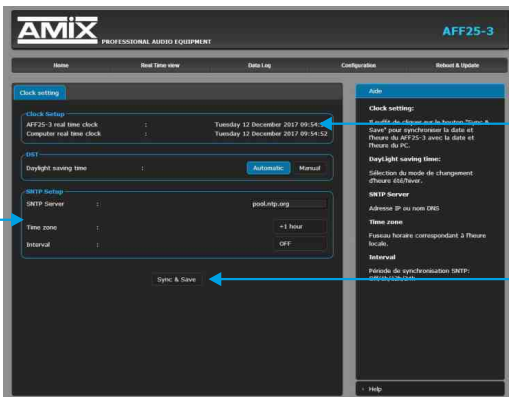 AMIX PROFESSIONAL AUDIO EQUIPMENT
AFF25-3
Home Real Time view Data Log Configuration Reboot & Update
Clock setting
Clock Setup
AFF25-3 real time clock : Tuesday 12 December 2017 09:54:
Computer real time clock : Tuesday 12 December 2017 09:54:52
DST
Daylight saving time : Automatic Manual
SNTP Setup
SNTP Server : pool.ntp.org
Time zone : +1 hour
Interval : OFF
Sync & Save
Aide
Clock setting:
Il suffit de cliquer sur le bouton "Sync &
Save" pour synchroniser la date et
l'heure du AFF25-3 avec la date et
l'heure du PC.
DayLight saving time:
Sélection du mode de changement
d'heure été/hiver.
SNTP Server
Adresse IP ou nom DNS
Time zone
Fuseau horaire correspondant à l'heure
locale.
Interval
Période de synchronisation SNTP:
Off/1h/12h/24h
Help